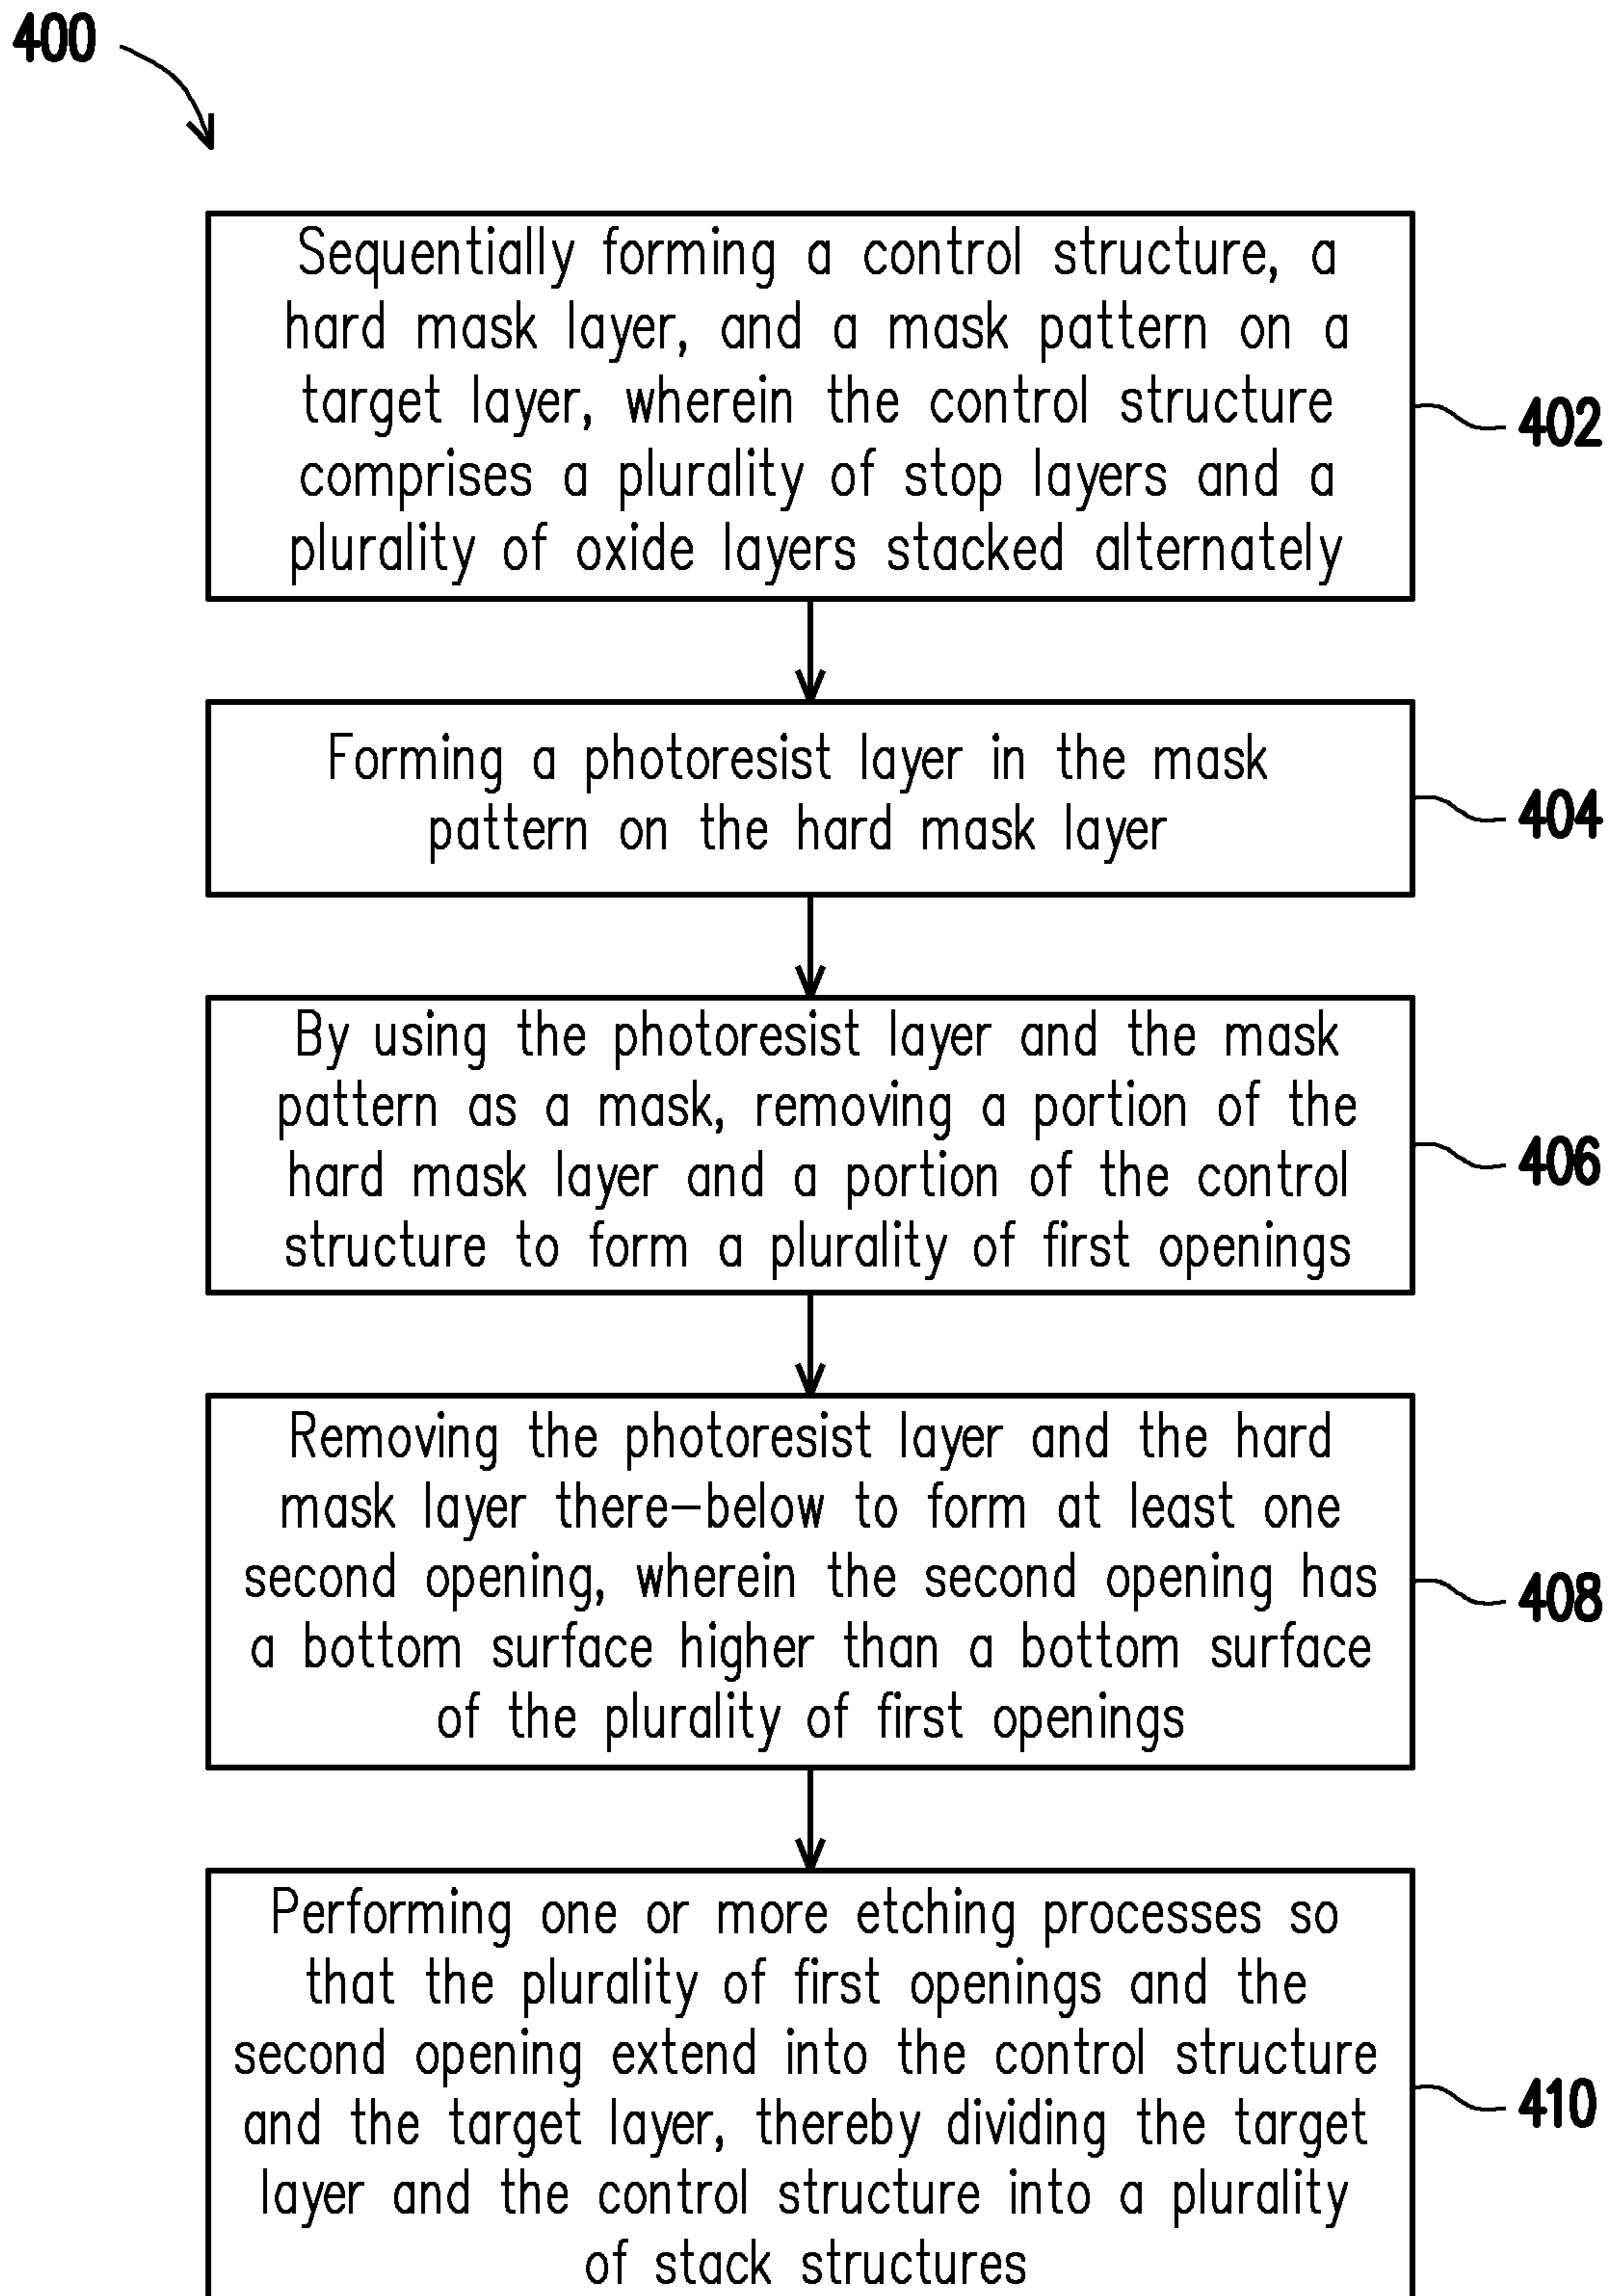 400
Sequentially forming a control structure, a
hard mask layer, and a mask pattern on a
target layer, wherein the control structure
comprises a plurality of stop layers and a
plurality of oxide layers stacked alternately
402
Forming a photoresist layer in the mask
pattern on the hard mask layer
404
By using the photoresist layer and the mask
pattern as a mask, removing a portion of the
hard mask layer and a portion of the control
structure to form a plurality of first openings
406
Removing the photoresist layer and the hard
mask layer there-below to form at least one
second opening, wherein the second opening has
a bottom surface higher than a bottom surface
of the plurality of first openings
408
Performing one or more etching processes so
that the plurality of first openings and the
second opening extend into the control structure
and the target layer, thereby dividing the target
layer and the control structure into a plurality
of stack structures
410